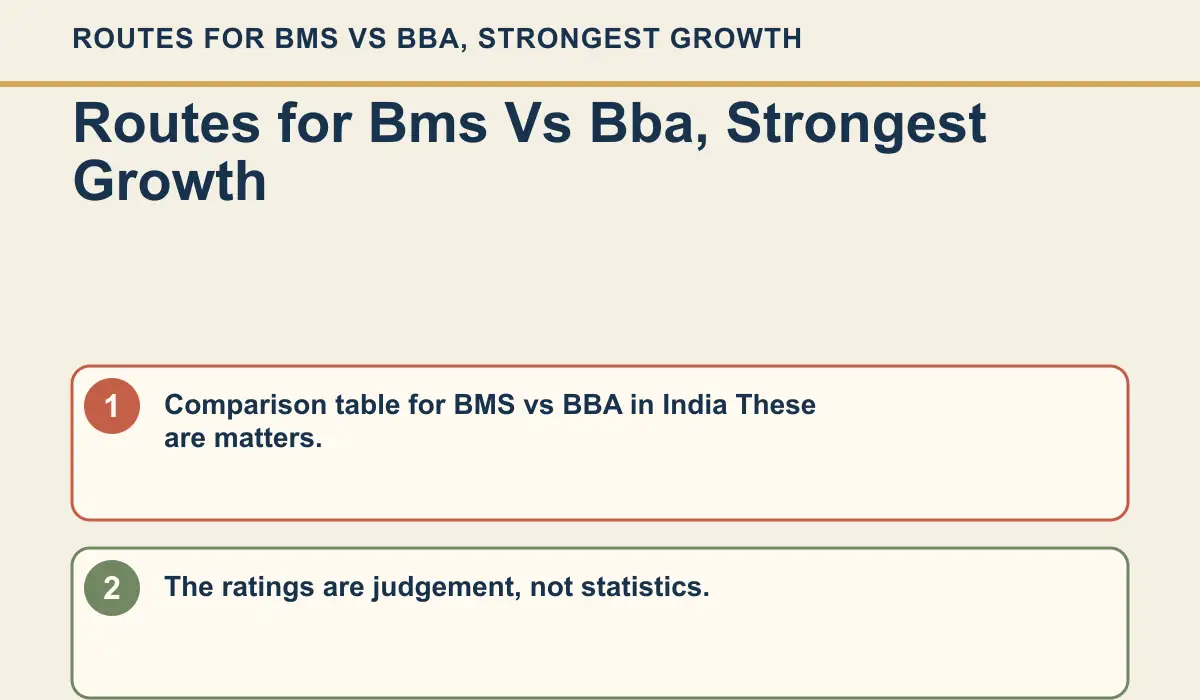 ROUTES FOR BMS VS BBA, STRONGEST GROWTH
Routes for Bms Vs Bba, Strongest
Growth
1
Comparison table for BMS vs BBA in India These
are matters.
2
The ratings are judgement, not statistics.